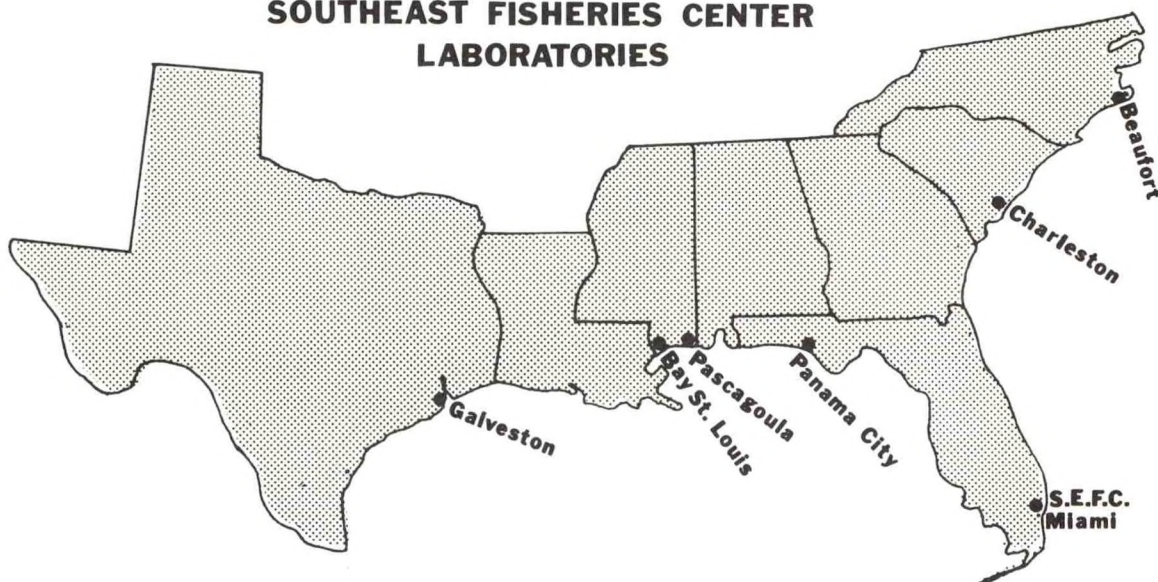 SOUTHEAST FISHERIES CENTER
LABORATORIES
Beaufort
Charleston
Galveston
Bay St. Louis
Pascagoula
Panama City
S.E.F.C.
Miami